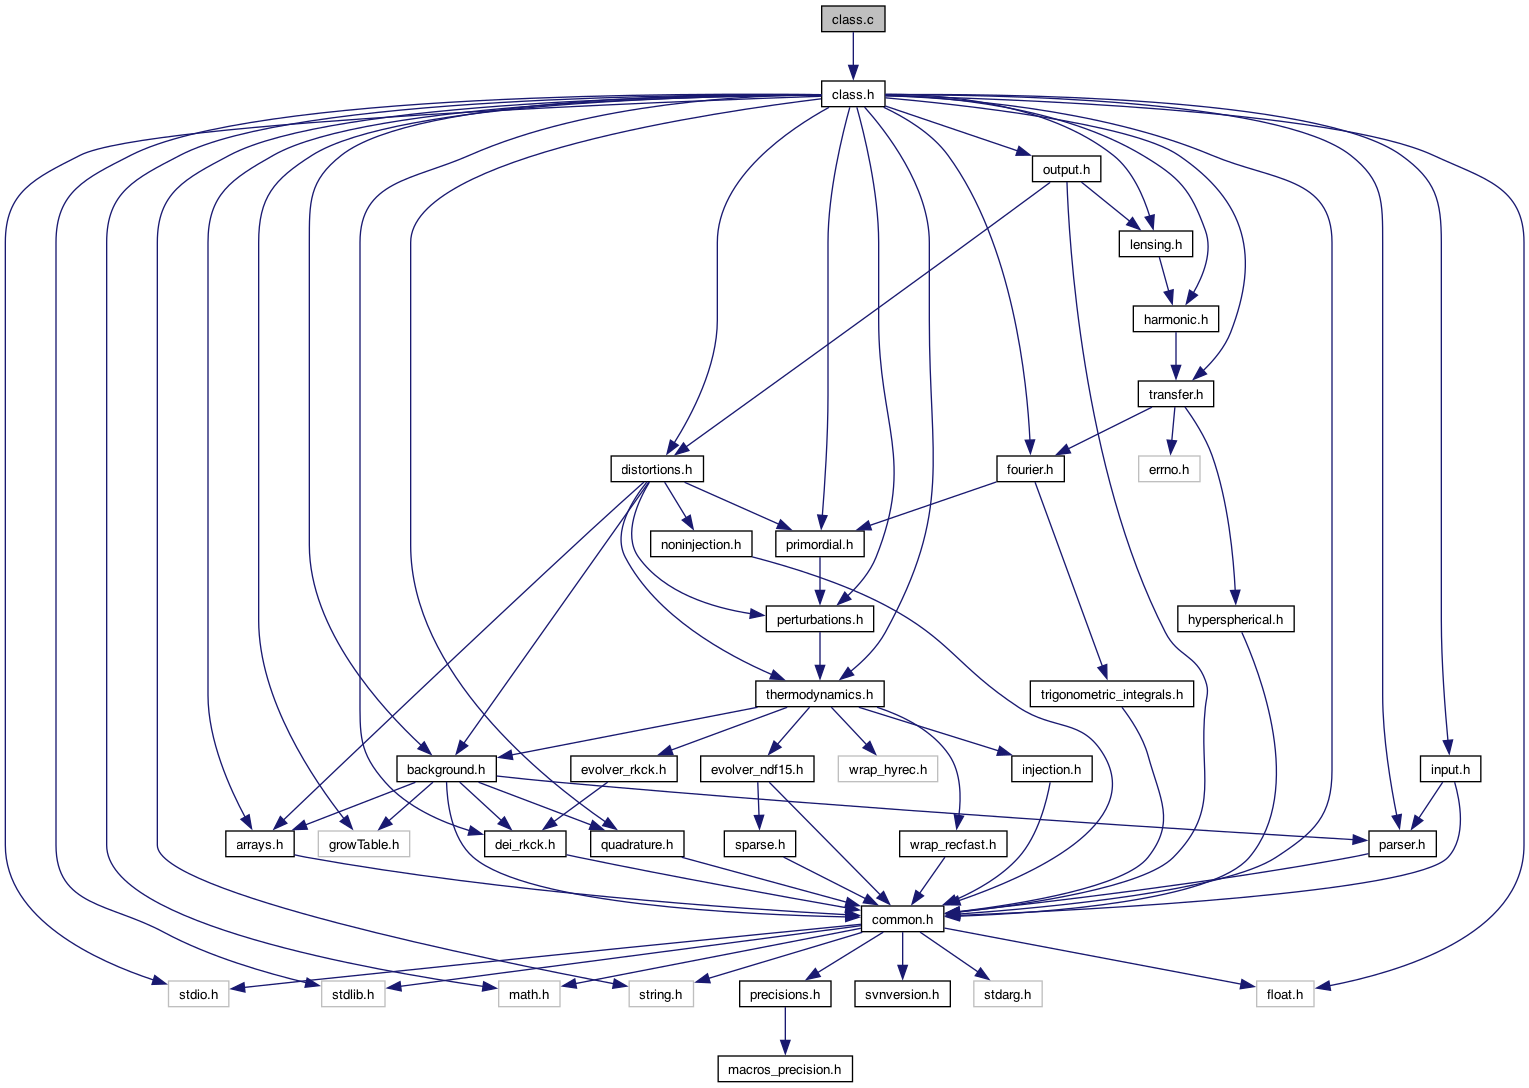 class.c
class.h
output.h
lensing.h
harmonic.h
transfer.h
distortions.h
fourier.h
errno.h
noninjection.h
primordial.h
perturbations.h
hyperspherical.h
thermodynamics.h
trigonometric_integrals.h
background.h
evolver_rkck.h
evolver_ndf15.h
wrap_hyrec.h
injection.h
input.h
arrays.h
growTable.h
dei_rkck.h
quadrature.h
sparse.h
wrap_recfast.h
parser.h
common.h
stdio.h
stdlib.h
math.h
string.h
precisions.h
svnversion.h
stdarg.h
float.h
macros_precision.h